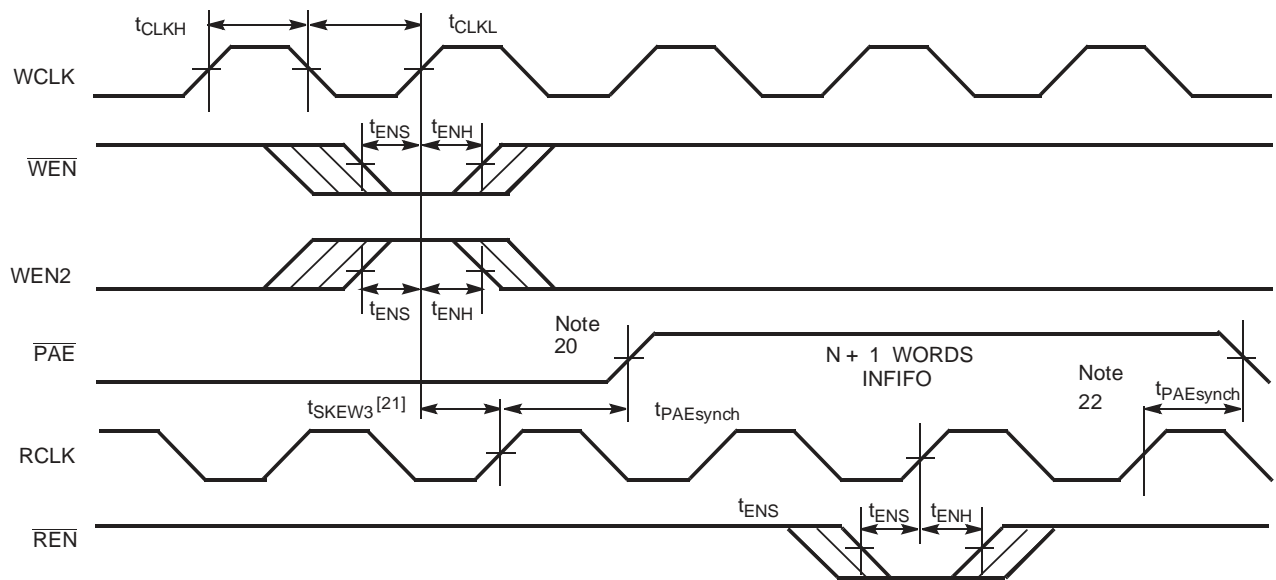 tCLKH
tCLKL
WCLK
tENS
tENH
WEN
WEN2
tENS
tENH
Note
20
PAE
N + 1 WORDS
INFIFO
Note
22
tPAEsynch
tSKEW3 [21]
tPAEsynch
RCLK
tENS
tENS
tENH
REN